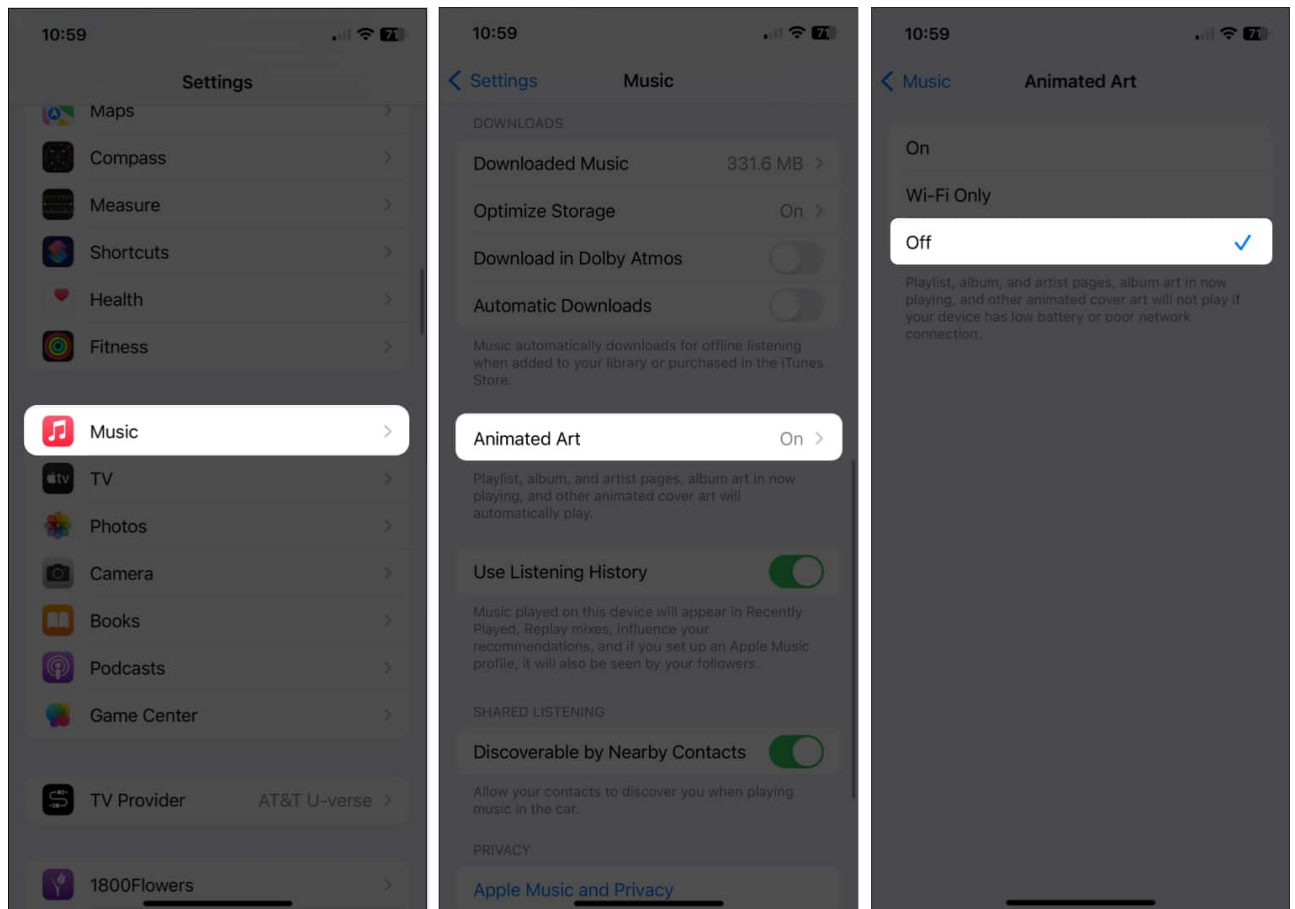 10:59
71
Settings
Maps
Compass
Measure
Shortcuts
Health
Fitness
Music
tv
TV
Photos
Camera
Books
Podcasts
Game Center
TV Provider AT&T U-verse
1800Flowers
10:59
71
Settings Music
DOWNLOADS
Downloaded Music 331.6 MB
Optimize Storage On
Download in Dolby Atmos
Automatic Downloads
Music automatically downloads for offline listening
when added to your library or purchased in the iTunes
Store.
Animated Art On
Playlist, album, and artist pages, album art in now
playing, and other animated cover art will
automatically play.
Use Listening History
Music played on this device will appear in Recently
Played, Replay mixes, influence your
recommendations, and if you set up an Apple Music
profile, it will also be seen by your followers.
SHARED LISTENING
Discoverable by Nearby Contacts
Allow your contacts to discover you when playing
music in the car.
PRIVACY
Apple Music and Privacy
10:59
71
Music Animated Art
On
Wi-Fi Only
Off
Playlist, album, and artist pages, album art in now
playing, and other animated cover art will not play if
your device has low battery or poor network
connection.